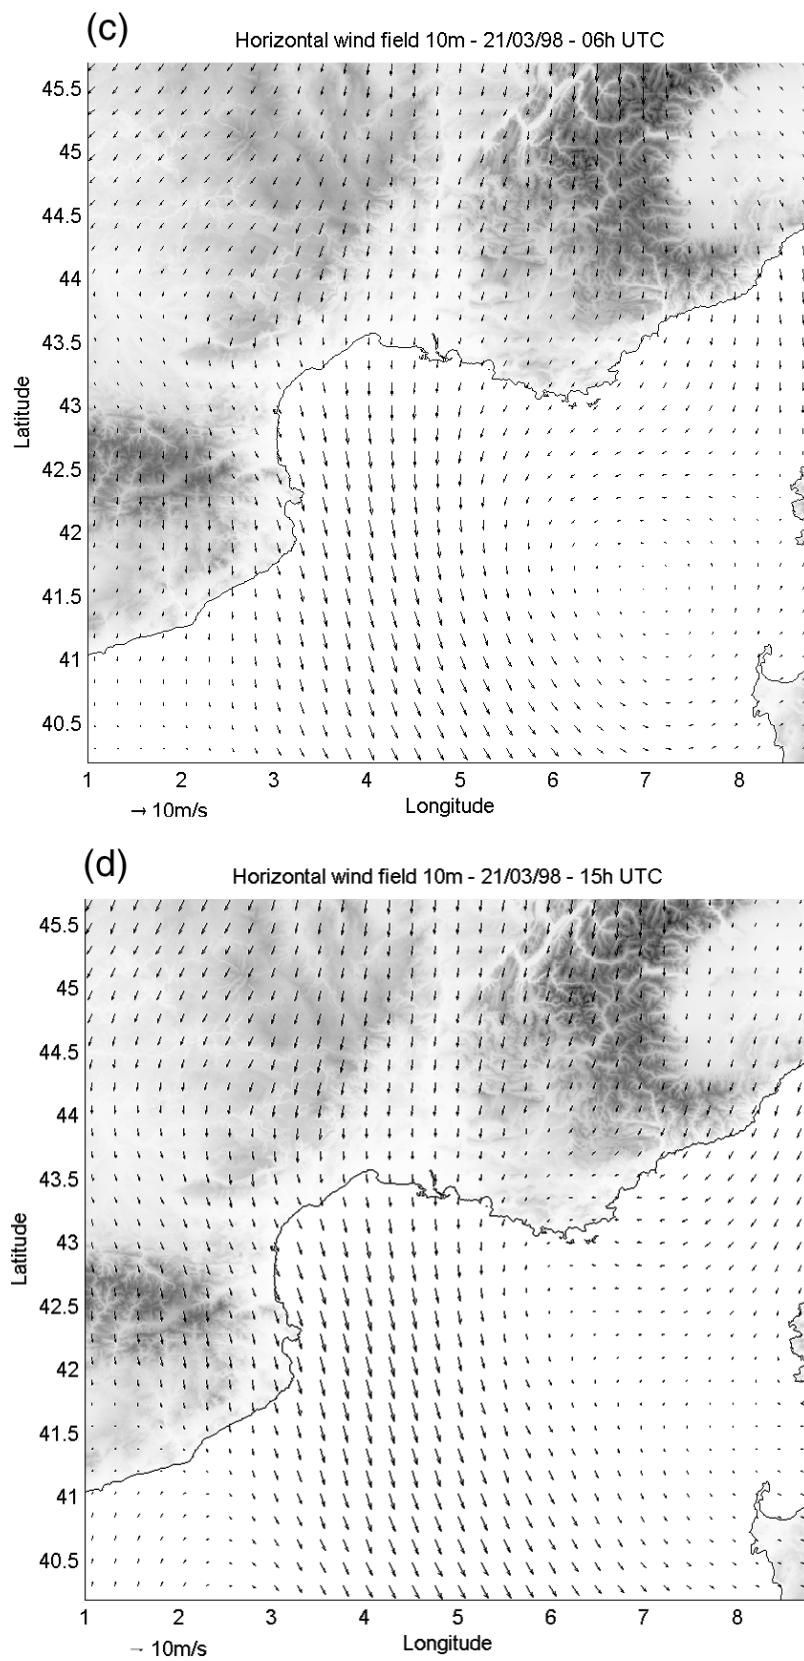 (c)
Horizontal wind field 10m - 21/03/98 - 06h UTC
45.5
45
44.5
44
43.5
43
42.5
42
41.5
41
40.5
Latitude
1 2 3 4 5 6 7 8
→ 10m/s
Longitude
(d)
Horizontal wind field 10m - 21/03/98 - 15h UTC
45.5
45
44.5
44
43.5
43
42.5
42
41.5
41
40.5
Latitude
1 2 3 4 5 6 7 8
→ 10m/s
Longitude